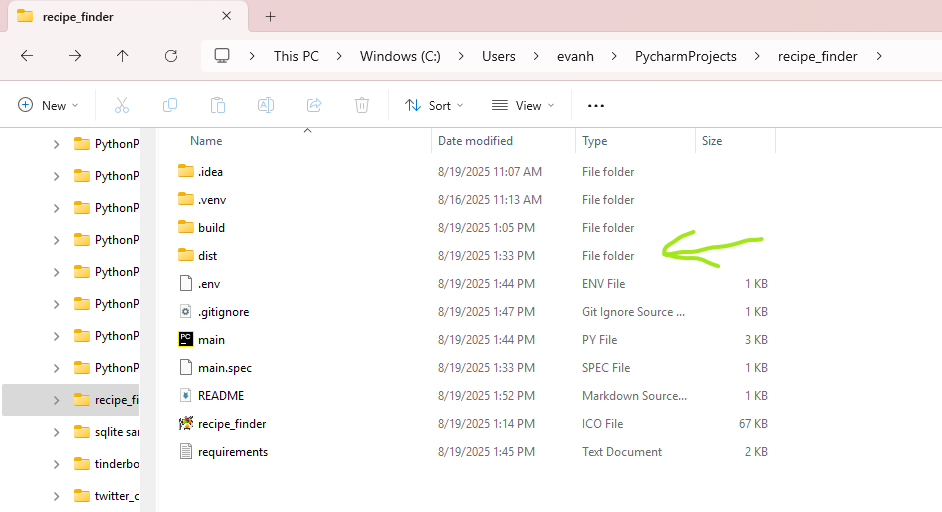 recipe_finder
This PC > Windows (C:) > Users > evanh > PycharmProjects > recipe_finder >
New Sort View
Name Date modified Type Size
PythonP
PythonP
PythonP
PythonP
PythonP
PythonP
PythonP
PythonP
recipe_fi
sqlite sa
tinderbo
twitter_c
.idea 8/19/2025 11:07 AM File folder
.venv 8/16/2025 11:13 AM File folder
build 8/19/2025 1:05 PM File folder
dist 8/19/2025 1:33 PM File folder
.env 8/19/2025 1:44 PM ENV File 1 KB
.gitignore 8/19/2025 1:47 PM Git Ignore Source ... 1 KB
PC main 8/19/2025 1:44 PM PY File 3 KB
main.spec 8/19/2025 1:33 PM SPEC File 1 KB
README 8/19/2025 1:52 PM Markdown Source... 1 KB
recipe_finder 8/19/2025 1:14 PM ICO File 67 KB
requirements 8/19/2025 1:45 PM Text Document 2 KB